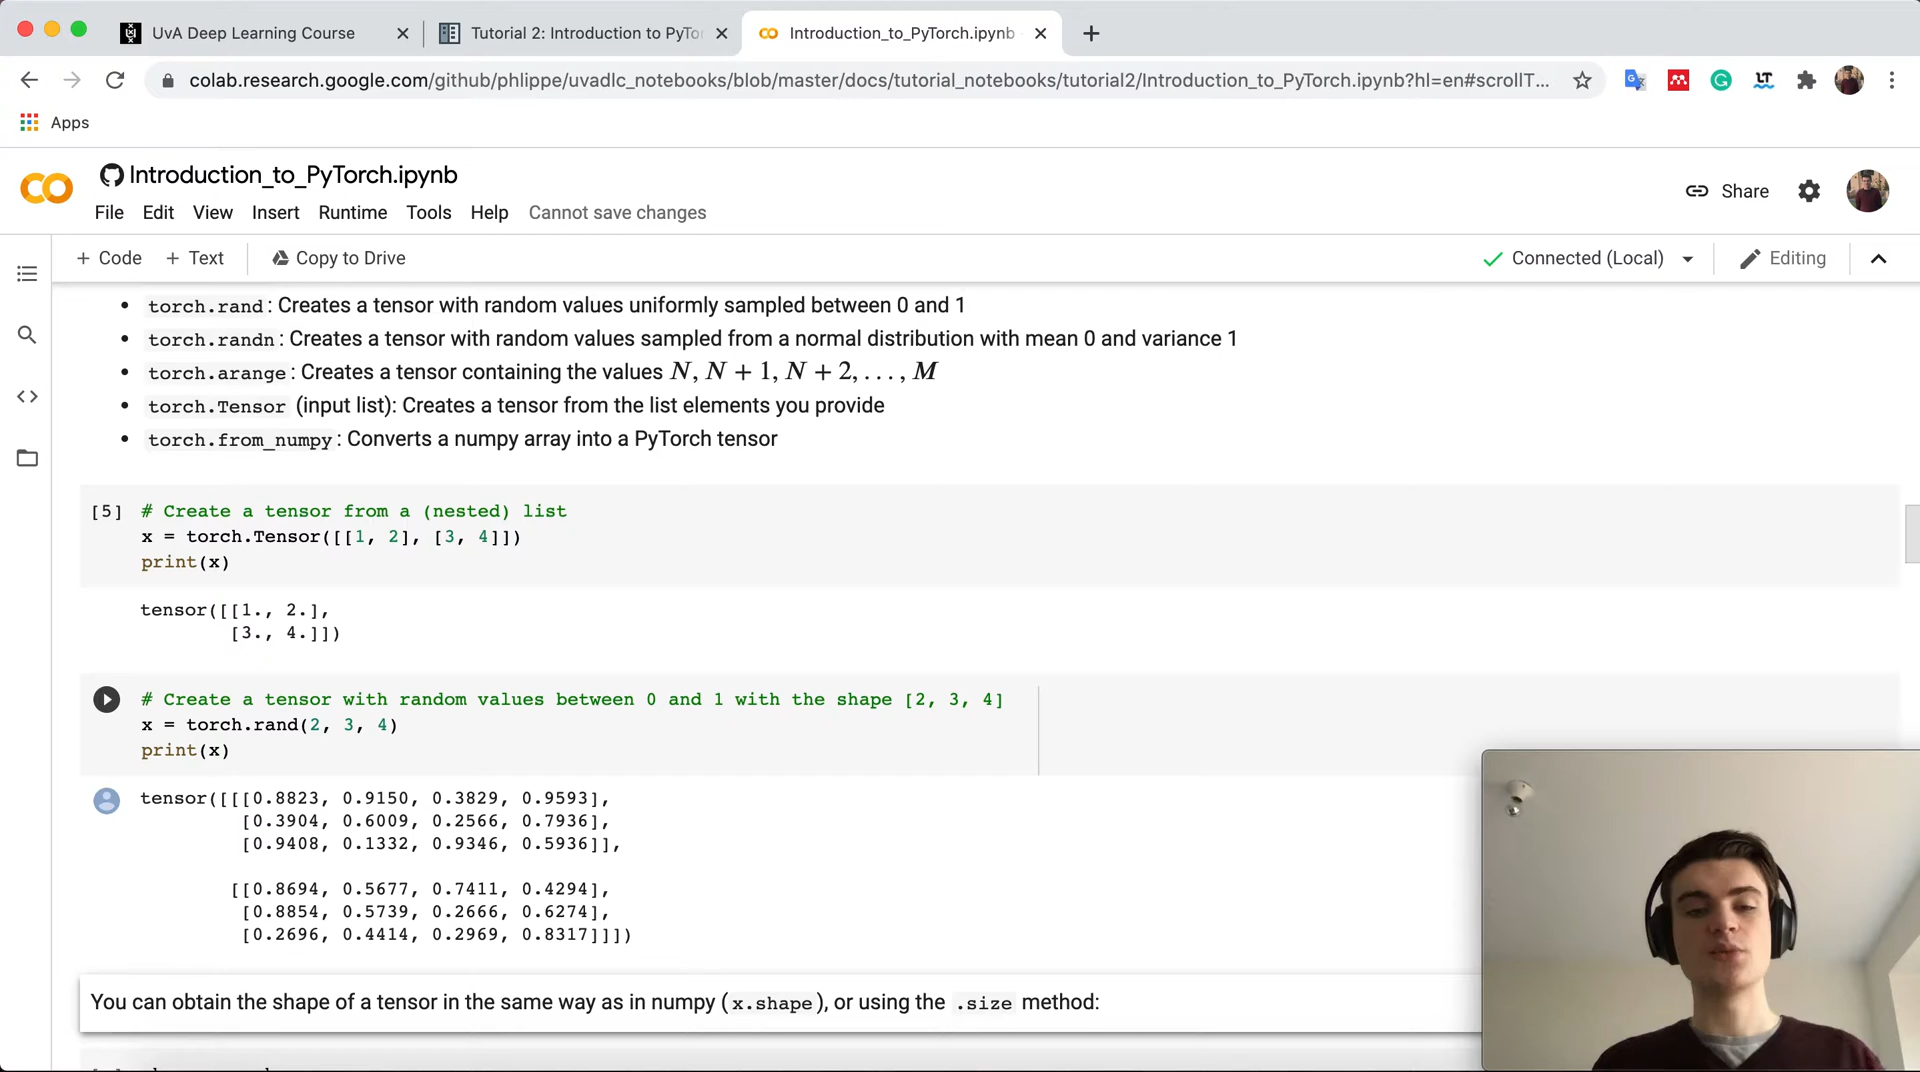 UvA Deep Learning Course
Tutorial 2: Introduction to PyTo
Introduction_to_PyTorch.ipynb
colab.research.google.com/github/phlippe/uvadlc_notebooks/blob/master/docs/tutorial_notebooks/tutorial2/Introduction_to_PyTorch.ipynb?hl=en#scrollT...
Apps
Introduction_to_PyTorch.ipynb
Share
File Edit View Insert Runtime Tools Help Cannot save changes
+ Code + Text Copy to Drive Connected (Local) Editing
• torch.rand: Creates a tensor with random values uniformly sampled between 0 and 1
• torch.randn: Creates a tensor with random values sampled from a normal distribution with mean 0 and variance 1
• torch.arange: Creates a tensor containing the values N, N + 1, N + 2, ..., M
• torch.Tensor (input list): Creates a tensor from the list elements you provide
• torch.from_numpy: Converts a numpy array into a PyTorch tensor
[5] # Create a tensor from a (nested) list
x = torch.Tensor([[1, 2], [3, 4]])
print(x)
tensor([[1., 2.],
[3., 4.]])
# Create a tensor with random values between 0 and 1 with the shape [2, 3, 4]
x = torch.rand(2, 3, 4)
print(x)
tensor([[[0.8823, 0.9150, 0.3829, 0.9593],
[0.3904, 0.6009, 0.2566, 0.7936],
[0.9408, 0.1332, 0.9346, 0.5936]],
[[0.8694, 0.5677, 0.7411, 0.4294],
[0.8854, 0.5739, 0.2666, 0.6274],
[0.2696, 0.4414, 0.2969, 0.8317]]])
You can obtain the shape of a tensor in the same way as in numpy (x.shape), or using the .size method: